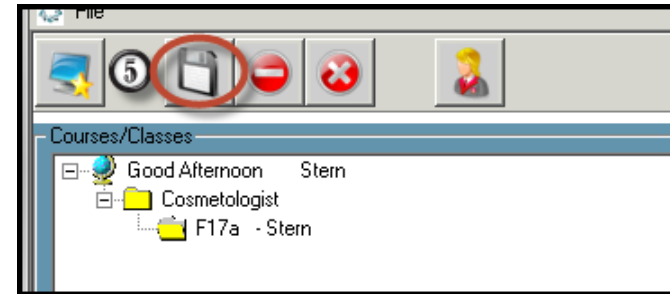 File
5
Courses/Classes
Good Afternoon Stern
Cosmetologist
F17a - Stern